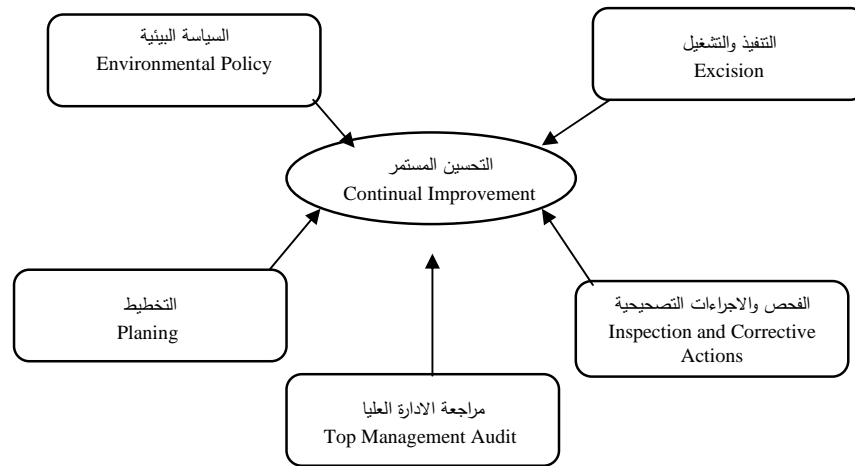 السياسة البيئية
Environmental Policy
التنفيذ والتشغيل
Excision
التحسين المستمر
Continual Improvement
التخطيط
Planing
الفحص والاجراءات التصحيحية
Inspection and Corrective
Actions
مراجعة الادارة العليا
Top Management Audit